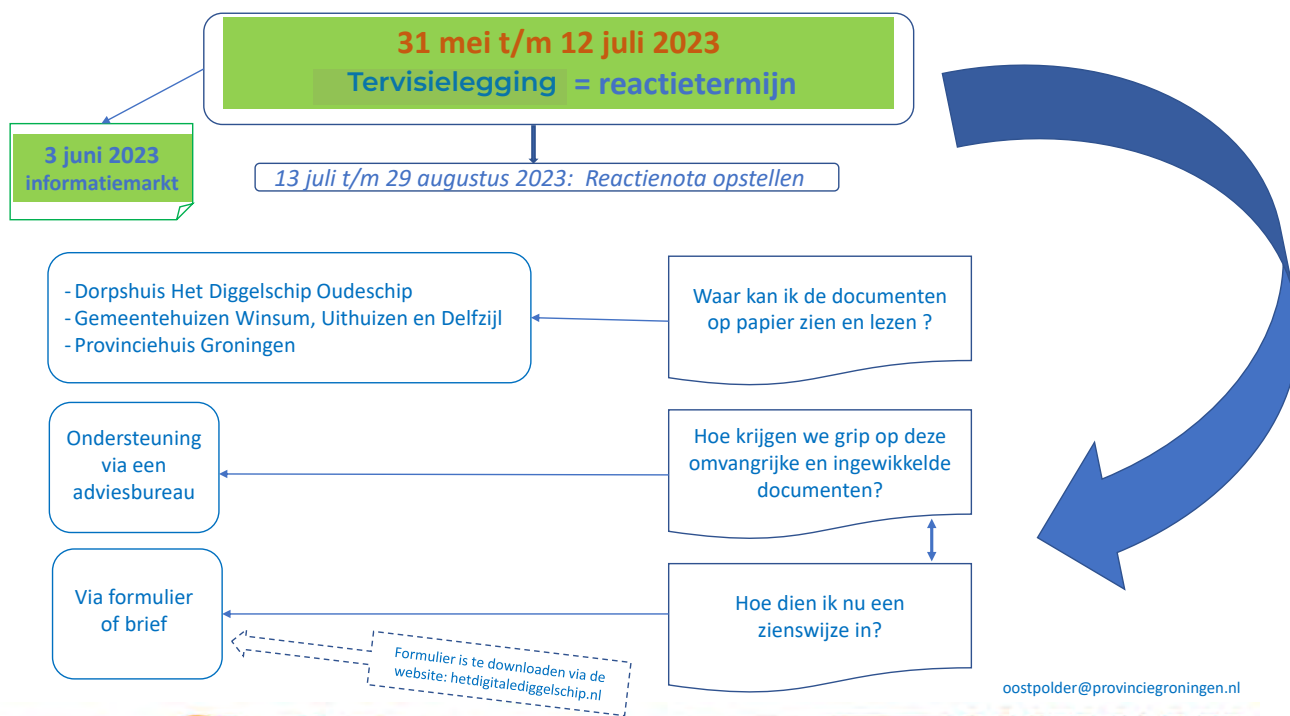 31 mei t/m 12 juli 2023
Tervisielegging = reactietermijn
3 juni 2023
informatiemarkt
13 juli t/m 29 augustus 2023: Reactienota opstellen
- Dorpshuis Het Diggelschip Oudeschip
- Gemeentehuizen Winsum, Uithuizen en Delfzijl
- Provinciehuis Groningen
Waar kan ik de documenten
op papier zien en lezen ?
Ondersteuning
via een
adviesbureau
Hoe krijgen we grip op deze
omvangrijke en ingewikkelde
documenten?
Via formulier
of brief
Hoe dien ik nu een
zienswijze in?
Formulier is te downloaden via de
website: hetdigitalediggelschip.nl
oostpolder@provinciegroningen.nl